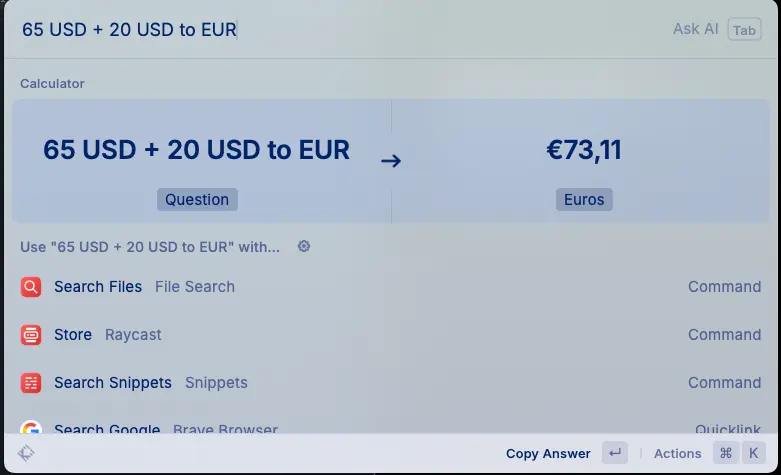 65 USD + 20 USD to EUR Ask AI Tab
Calculator
65 USD + 20 USD to EUR → €73,11
Question Euros
Use "65 USD + 20 USD to EUR" with...
Search Files File Search Command
Store Raycast Command
Search Snippets Snippets Command
Search Google Brave Browser Quicklink
Copy Answer ↵ Actions ⌘ K